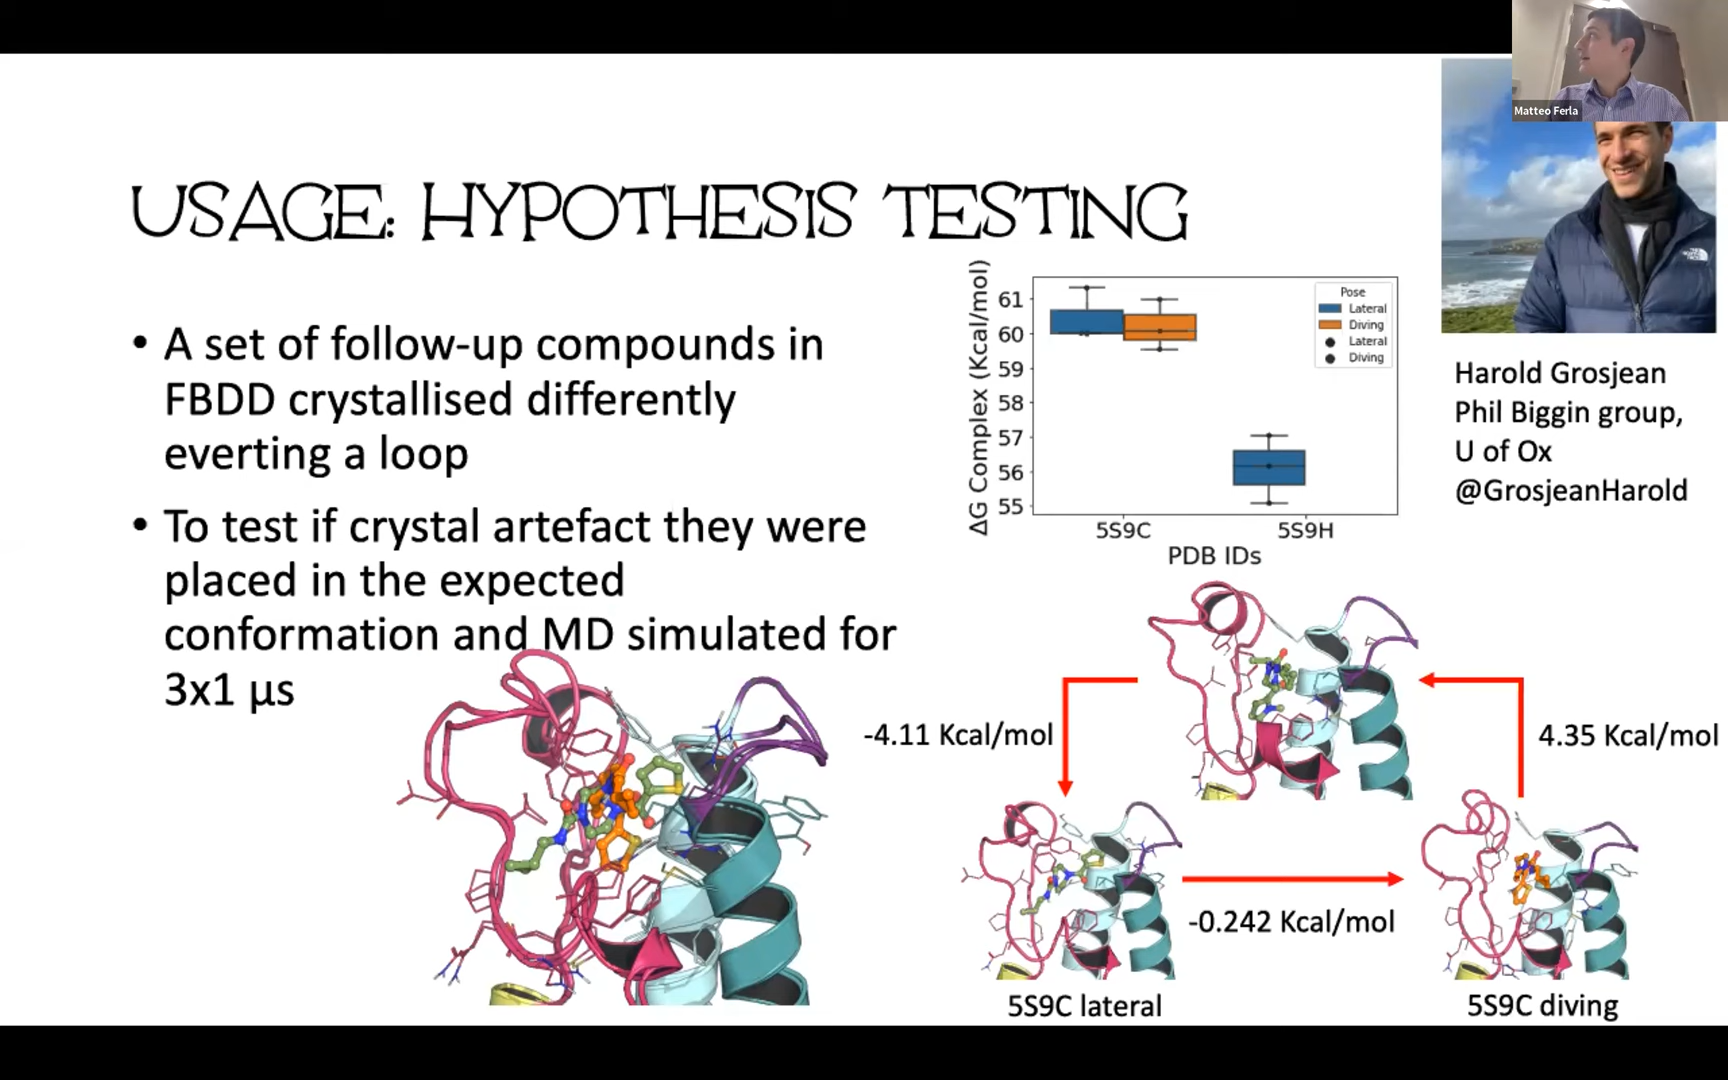 Matteo Ferla
USAGE: HYPOTHESIS TESTING
• A set of follow-up compounds in
FBDD crystallised differently
everting a loop
• To test if crystal artefact they were
placed in the expected
conformation and MD simulated for
3x1 µs
ΔG Complex (Kcal/mol)
61
60
59
58
57
56
55
5S9C
5S9H
PDB IDs
Pose
Lateral
Diving
Lateral
Diving
THE NORTH FACE
Harold Grosjean
Phil Biggin group,
U of Ox
@GrosjeanHarold
-4.11 Kcal/mol
4.35 Kcal/mol
-0.242 Kcal/mol
5S9C lateral
5S9C diving